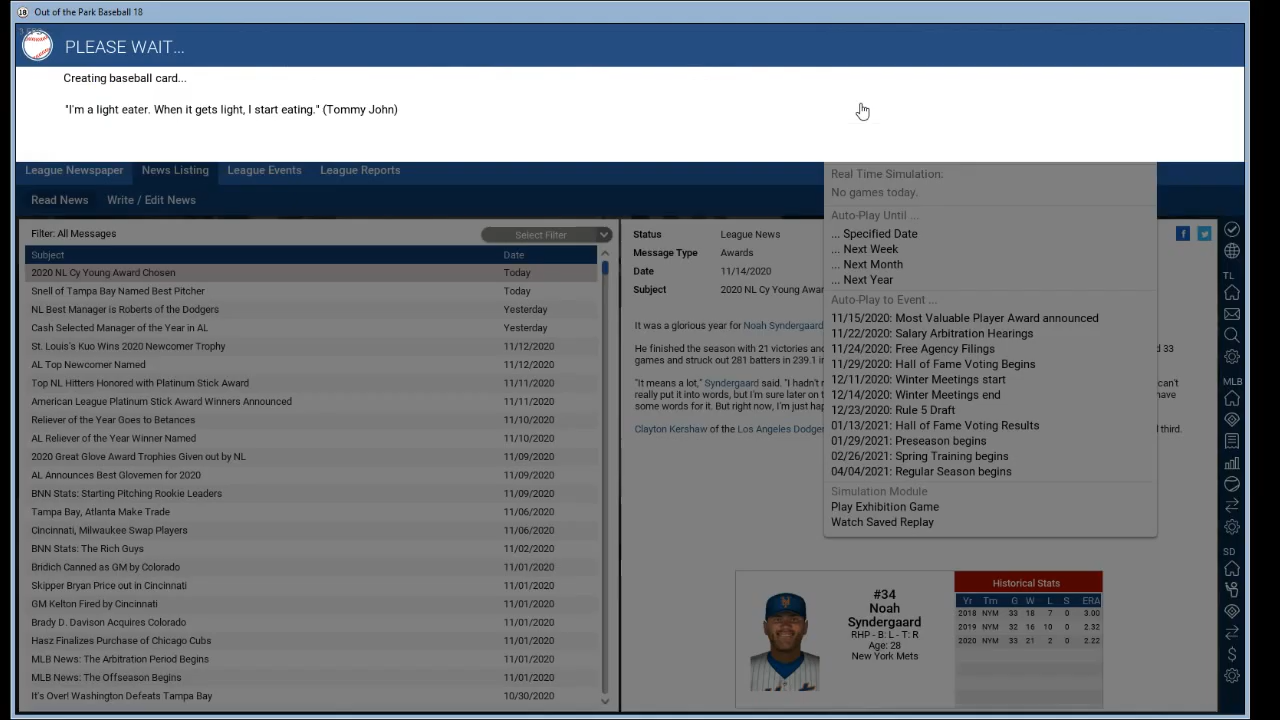 Out of the Park Baseball 18
PLEASE WAIT...
Creating baseball card...
"I'm a light eater. When it gets light, I start eating." (Tommy John)
League Newspaper News Listing League Events League Reports
Read News Write / Edit News
Filter: All Messages Select Filter
Subject Date
2020 NL Cy Young Award Chosen Today
Snell of Tampa Bay Named Best Pitcher Today
NL Best Manager is Roberts of the Dodgers Yesterday
Cash Selected Manager of the Year in AL Yesterday
St. Louis's Kuo Wins 2020 Newcomer Trophy 11/12/2020
AL Top Newcomer Named 11/12/2020
Top NL Hitters Honored with Platinum Stick Award 11/11/2020
American League Platinum Stick Award Winners Announced 11/11/2020
Reliever of the Year Goes to Betances 11/10/2020
AL Reliever of the Year Winner Named 11/10/2020
2020 Great Glove Award Trophies Given out by NL 11/09/2020
AL Announces Best Glovemen for 2020 11/09/2020
BNN Stats: Starting Pitching Rookie Leaders 11/09/2020
Tampa Bay, Atlanta Make Trade 11/06/2020
Cincinnati, Milwaukee Swap Players 11/06/2020
BNN Stats: The Rich Guys 11/02/2020
Bridich Canned as GM by Colorado 11/01/2020
Skipper Bryan Price out in Cincinnati 11/01/2020
GM Kelton Fired by Cincinnati 11/01/2020
Brady D. Davison Acquires Colorado 11/01/2020
Hasz Finalizes Purchase of Chicago Cubs 11/01/2020
MLB News: The Arbitration Period Begins 11/01/2020
MLB News: The Offseason Begins 11/01/2020
It's Over! Washington Defeats Tampa Bay 10/30/2020
Status League News
Message Type Awards
Date 11/14/2020
Subject 2020 NL Cy Young Awar
It was a glorious year for Noah Syndergaard
He finished the season with 21 victories and 33
games and struck out 281 batters in 239.1 in
"It means a lot," Syndergaard said. "I hadn't r can't
really put it into words, but I'm sure later on t have
some words for it. But right now, I'm just hap
Clayton Kershaw of the Los Angeles Dodger third.
Real Time Simulation:
No games today.
Auto-Play Until ...
... Specified Date
... Next Week
... Next Month
... Next Year
Auto-Play to Event ...
11/15/2020: Most Valuable Player Award announced
11/22/2020: Salary Arbitration Hearings
11/24/2020: Free Agency Filings
11/29/2020: Hall of Fame Voting Begins
12/11/2020: Winter Meetings start
12/14/2020: Winter Meetings end
12/23/2020: Rule 5 Draft
01/13/2021: Hall of Fame Voting Results
01/29/2021: Preseason begins
02/26/2021: Spring Training begins
04/04/2021: Regular Season begins
Simulation Module
Play Exhibition Game
Watch Saved Replay
#34
Noah
Syndergaard
RHP - B: L - T: R
Age: 28
New York Mets
Historical Stats
Yr Tm G W L S ERA
2018 NYM 33 18 7 0 3.00
2019 NYM 32 16 10 0 2.32
2020 NYM 33 21 2 0 2.22
TL
MLB
SD